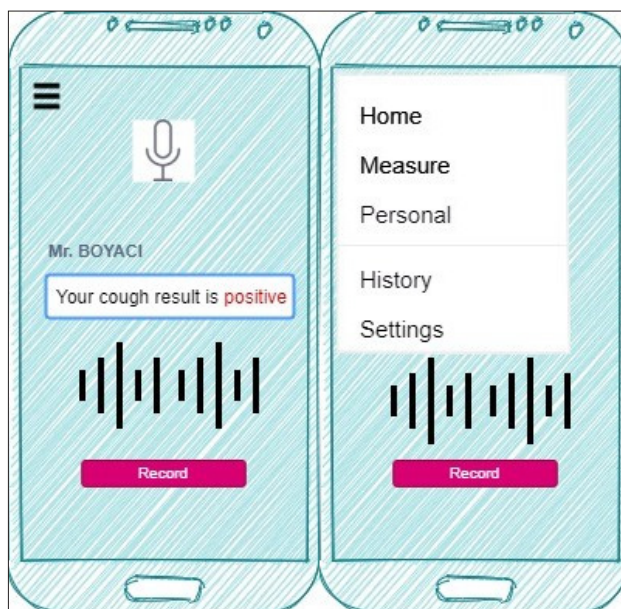 Mr. BOYACI
Your cough result is positive
Record
Home
Measure
Personal
History
Settings
Record